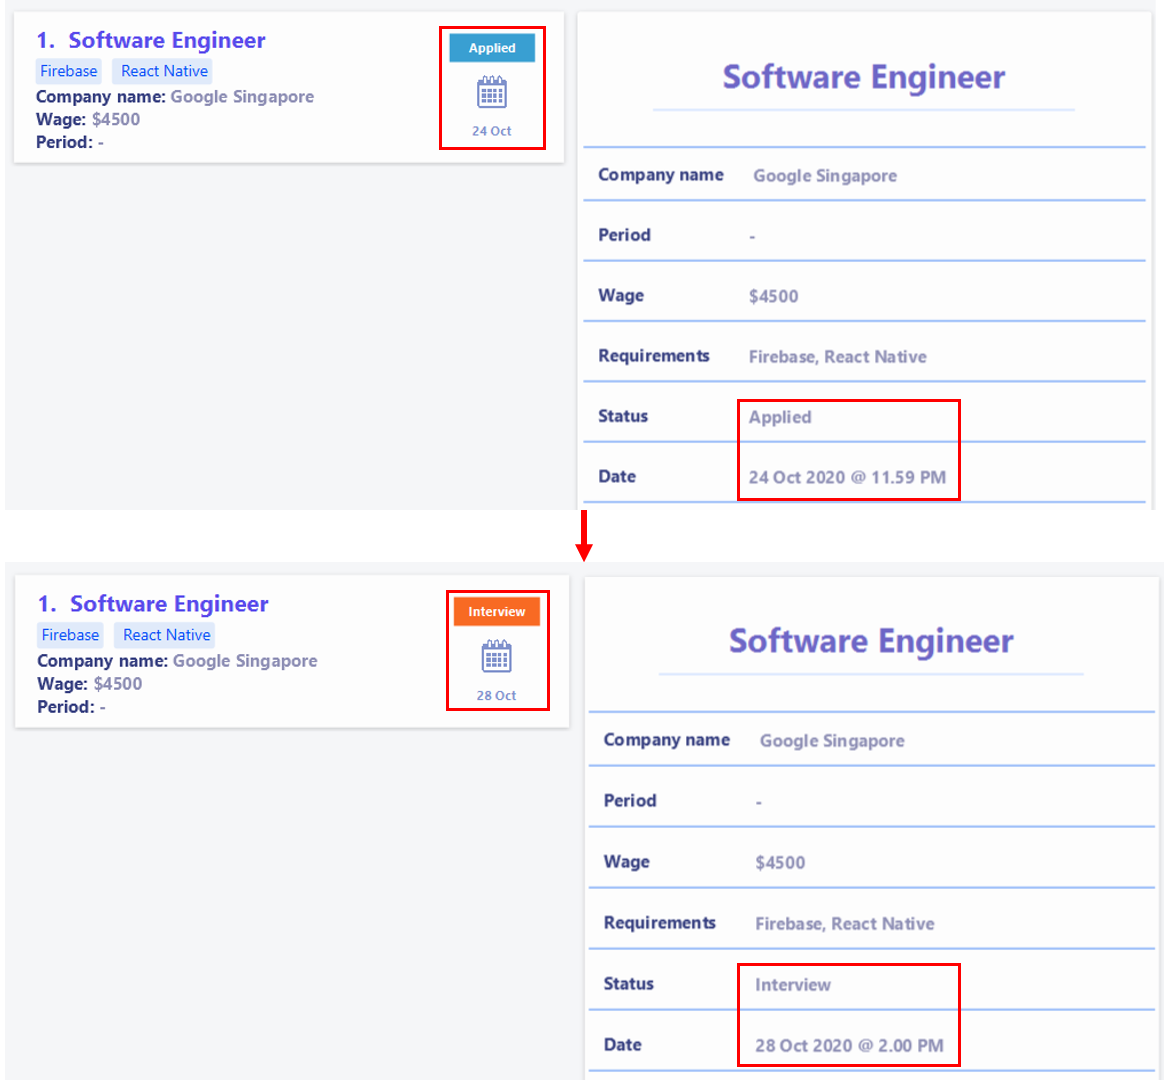 1. Software Engineer
Firebase React Native
Company name: Google Singapore
Wage: $4500
Period: -
Applied
24 Oct
Software Engineer
Company name Google Singapore
Period -
Wage $4500
Requirements Firebase, React Native
Status Applied
Date 24 Oct 2020 @ 11.59 PM
1. Software Engineer
Firebase React Native
Company name: Google Singapore
Wage: $4500
Period: -
Interview
28 Oct
Software Engineer
Company name Google Singapore
Period -
Wage $4500
Requirements Firebase, React Native
Status Interview
Date 28 Oct 2020 @ 2.00 PM